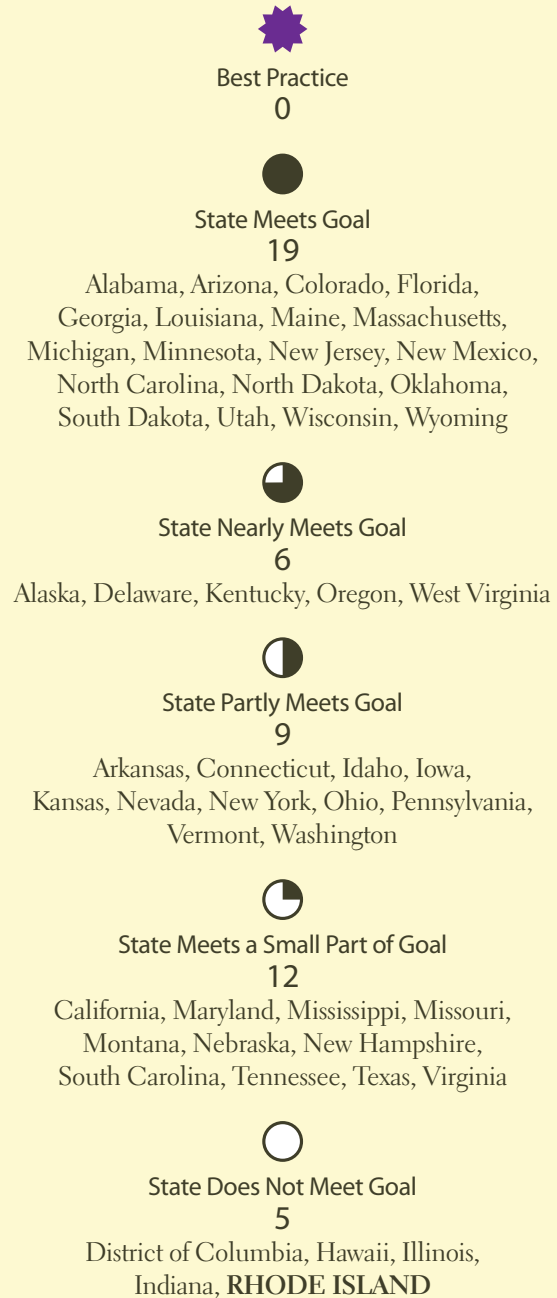 Best Practice
0
State Meets Goal
19
Alabama, Arizona, Colorado, Florida,
Georgia, Louisiana, Maine, Massachusetts,
Michigan, Minnesota, New Jersey, New Mexico,
North Carolina, North Dakota, Oklahoma,
South Dakota, Utah, Wisconsin, Wyoming
State Nearly Meets Goal
6
Alaska, Delaware, Kentucky, Oregon, West Virginia
State Partly Meets Goal
9
Arkansas, Connecticut, Idaho, Iowa,
Kansas, Nevada, New York, Ohio, Pennsylvania,
Vermont, Washington
State Meets a Small Part of Goal
12
California, Maryland, Mississippi, Missouri,
Montana, Nebraska, New Hampshire,
South Carolina, Tennessee, Texas, Virginia
State Does Not Meet Goal
5
District of Columbia, Hawaii, Illinois,
Indiana, RHODE ISLAND